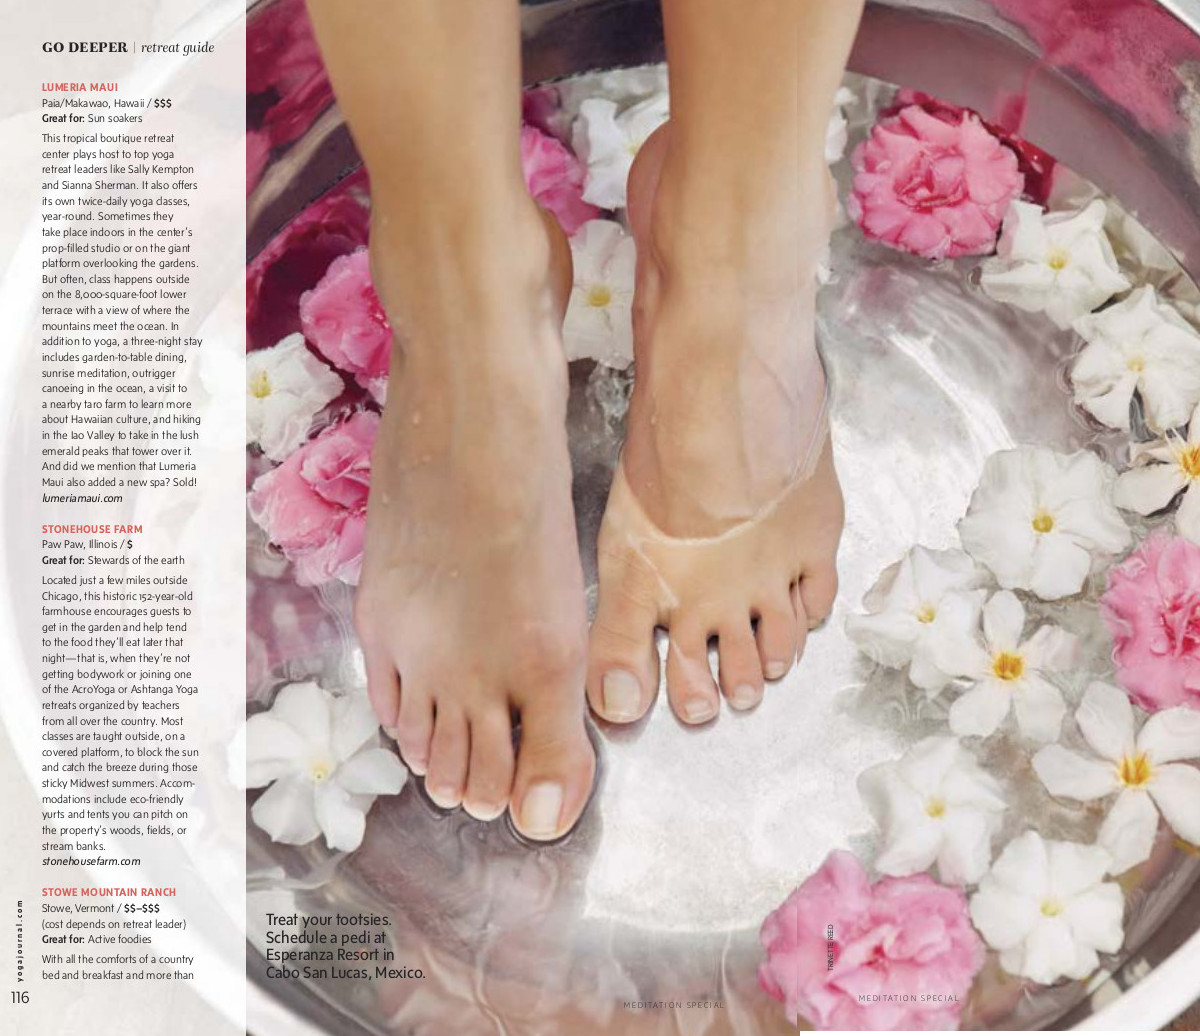 GO DEEPER | retreat guide
LUMERIA MAUI
Paia/Makawao, Hawaii / $$$
Great for: Sun soakers
This tropical boutique retreat
center plays host to top yoga
retreat leaders like Sally Kempton
and Sianna Sherman. It also offers
its own twice-daily yoga classes,
year-round. Sometimes they
take place indoors in the center's
prop-filled studio or on the giant
platform overlooking the gardens.
But often, class happens outside
on the 8,000-square-foot lower
terrace with a view of where the
mountains meet the ocean. In
addition to yoga, a three-night stay
includes garden-to-table dining,
sunrise meditation, outrigger
canoeing in the ocean, a visit to
a nearby taro farm to learn more
about Hawaiian culture, and hiking
in the Iao Valley to take in the lush
emerald peaks that tower over it.
And did we mention that Lumeria
Maui also added a new spa? Sold!
lumeriamaui.com
STONEHOUSE FARM
Paw Paw, Illinois / $
Great for: Stewards of the earth
Located just a few miles outside
Chicago, this historic 152-year-old
farmhouse encourages guests to
get in the garden and help tend
to the food they'll eat later that
night—that is, when they're not
getting bodywork or joining one
of the AcroYoga or Ashtanga Yoga
retreats organized by teachers
from all over the country. Most
classes are taught outside, on a
covered platform, to block the sun
and catch the breeze during those
sticky Midwest summers. Accom-
modations include eco-friendly
yurts and tents you can pitch on
the property's woods, fields, or
stream banks.
stonehousefarm.com
STOWE MOUNTAIN RANCH
Stowe, Vermont / $$–$$$
(cost depends on retreat leader)
Great for: Active foodies
With all the comforts of a country
bed and breakfast and more than
yogajournal.com
116
Treat your tootsies.
Schedule a pedi at
Esperanza Resort in
Cabo San Lucas, Mexico.
TRINETTE REED
MEDITATION SPECIAL
MEDITATION SPECIAL